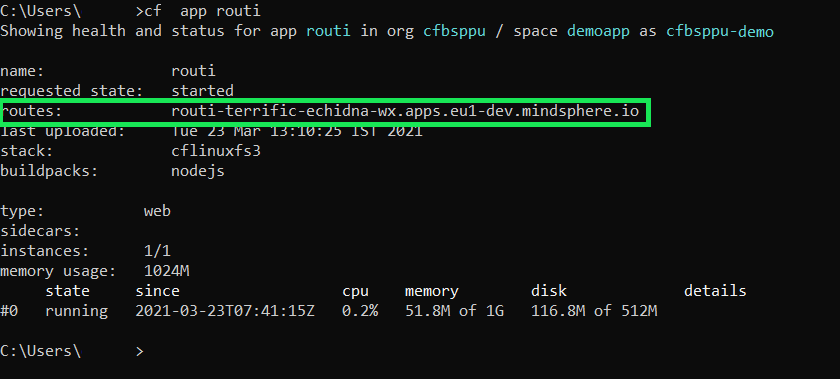 C:\Users\      >cf  app routi
Showing health and status for app routi in org cfbsppu / space demoapp as cfbsppu-demo
name:              routi
requested state:   started
routes:            routi-terrific-echidna-wx.apps.eu1-dev.mindsphere.io
last uploaded:     Tue 23 Mar 13:10:25 IST 2021
stack:             cflinuxfs3
buildpacks:        nodejs
type:           web
sidecars:
instances:      1/1
memory usage:   1024M
     state     since                  cpu    memory        disk            details
#0   running   2021-03-23T07:41:15Z   0.2%   51.8M of 1G   116.8M of 512M
C:\Users\      >